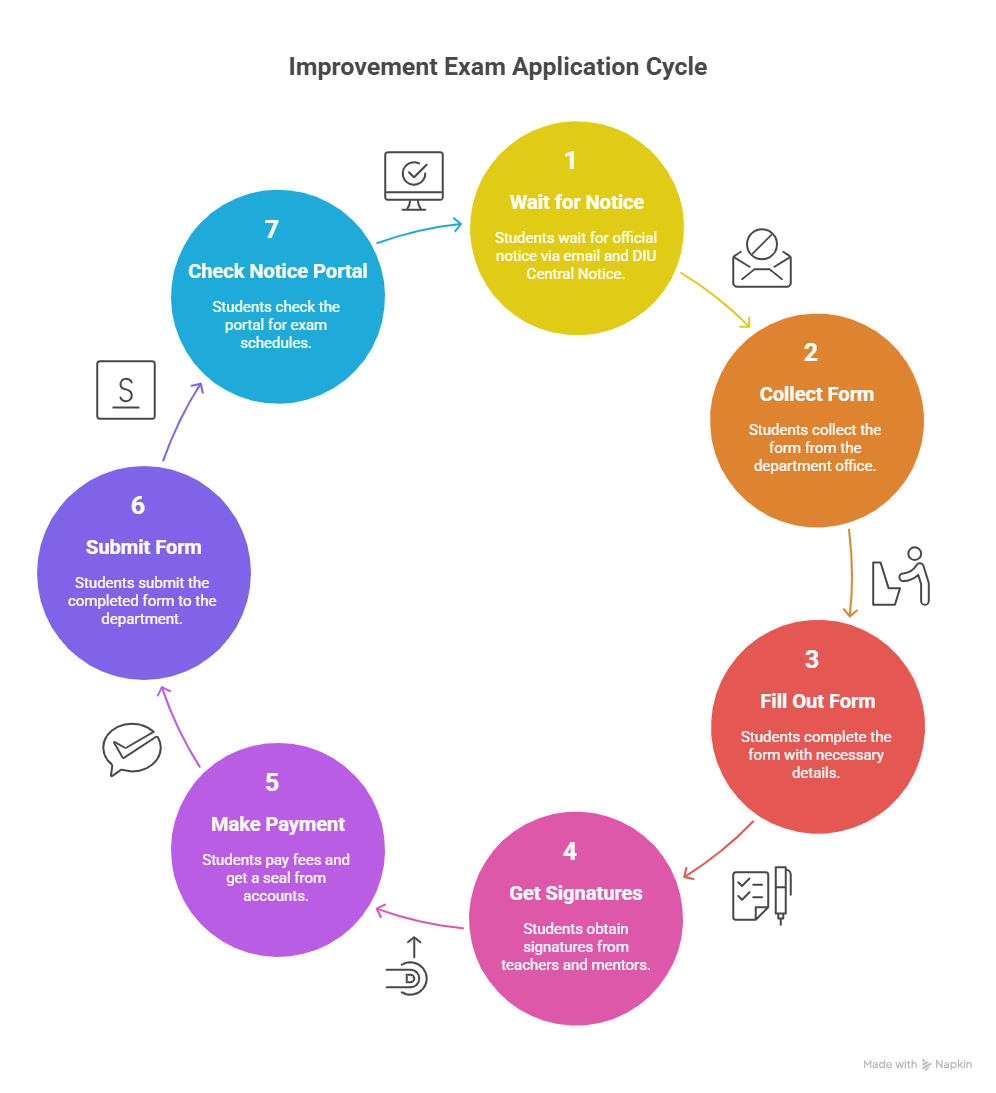 Improvement Exam Application Cycle
1
Wait for Notice
Students wait for official
notice via email and DIU
Central Notice.
2
Collect Form
Students collect the
form from the
department office.
3
Fill Out Form
Students complete the
form with necessary
details.
4
Get Signatures
Students obtain
signatures from
teachers and mentors.
5
Make Payment
Students pay fees and
get a seal from
accounts.
6
Submit Form
Students submit the
completed form to the
department.
7
Check Notice Portal
Students check the
portal for exam
schedules.
S
D
Made with Napkin